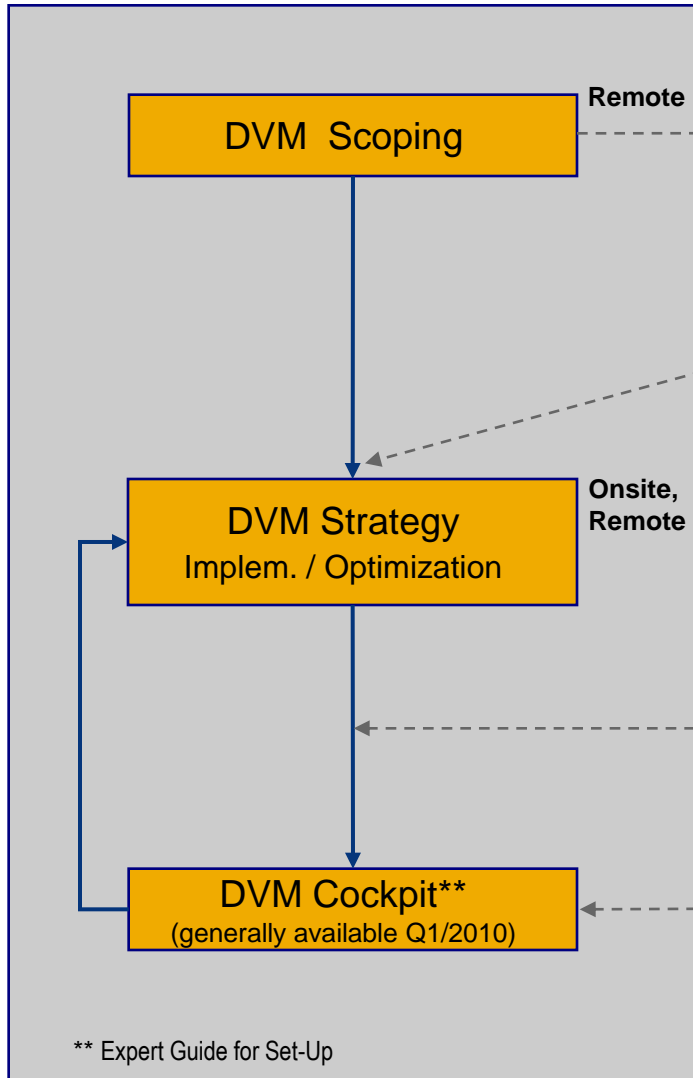 Remote
DVM Scoping
Onsite,
Remote
DVM Strategy
Implem. / Optimization
DVM Cockpit**
(generally available Q1/2010)
** Expert Guide for Set-Up